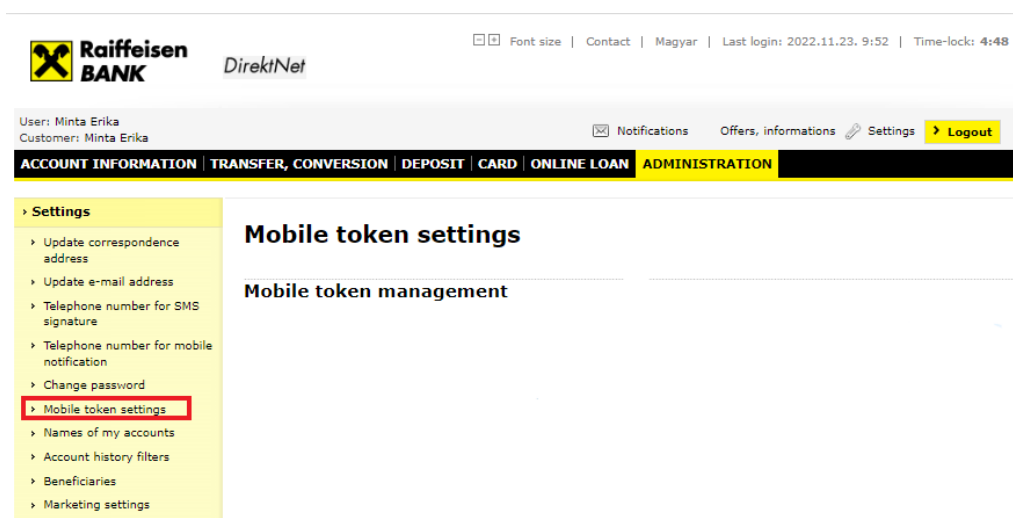 Raiffeisen
BANK
DirektNet
Font size | Contact | Magyar | Last login: 2022.11.23. 9:52 | Time-lock: 4:48
User: Minta Erika
Customer: Minta Erika
Notifications Offers, informations Settings Logout
ACCOUNT INFORMATION | TRANSFER, CONVERSION | DEPOSIT | CARD | ONLINE LOAN ADMINISTRATION
Settings
Update correspondence
address
Update e-mail address
Telephone number for SMS
signature
Telephone number for mobile
notification
Change password
Mobile token settings
Names of my accounts
Account history filters
Beneficiaries
Marketing settings
Mobile token settings
Mobile token management